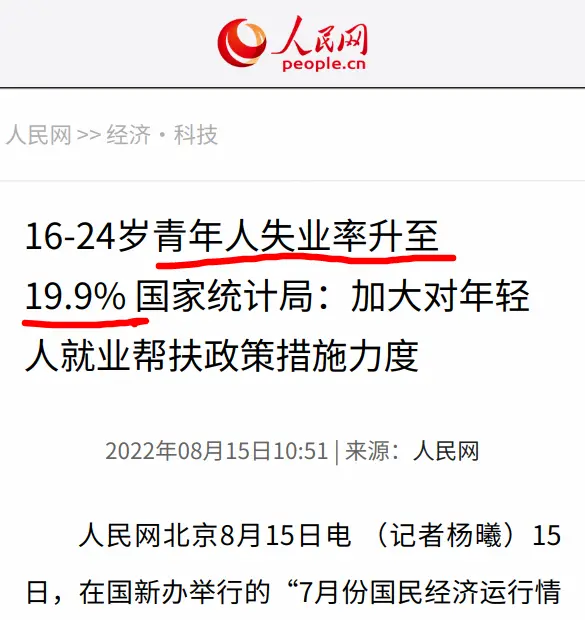 人民网
people.cn
人民网 >> 经济·科技
16-24岁青年人失业率升至
19.9% 国家统计局：加大对年轻
人就业帮扶政策措施力度
2022年08月15日10:51 | 来源：人民网
人民网北京8月15日电 （记者杨曦）15
日，在国新办举行的“7月份国民经济运行情